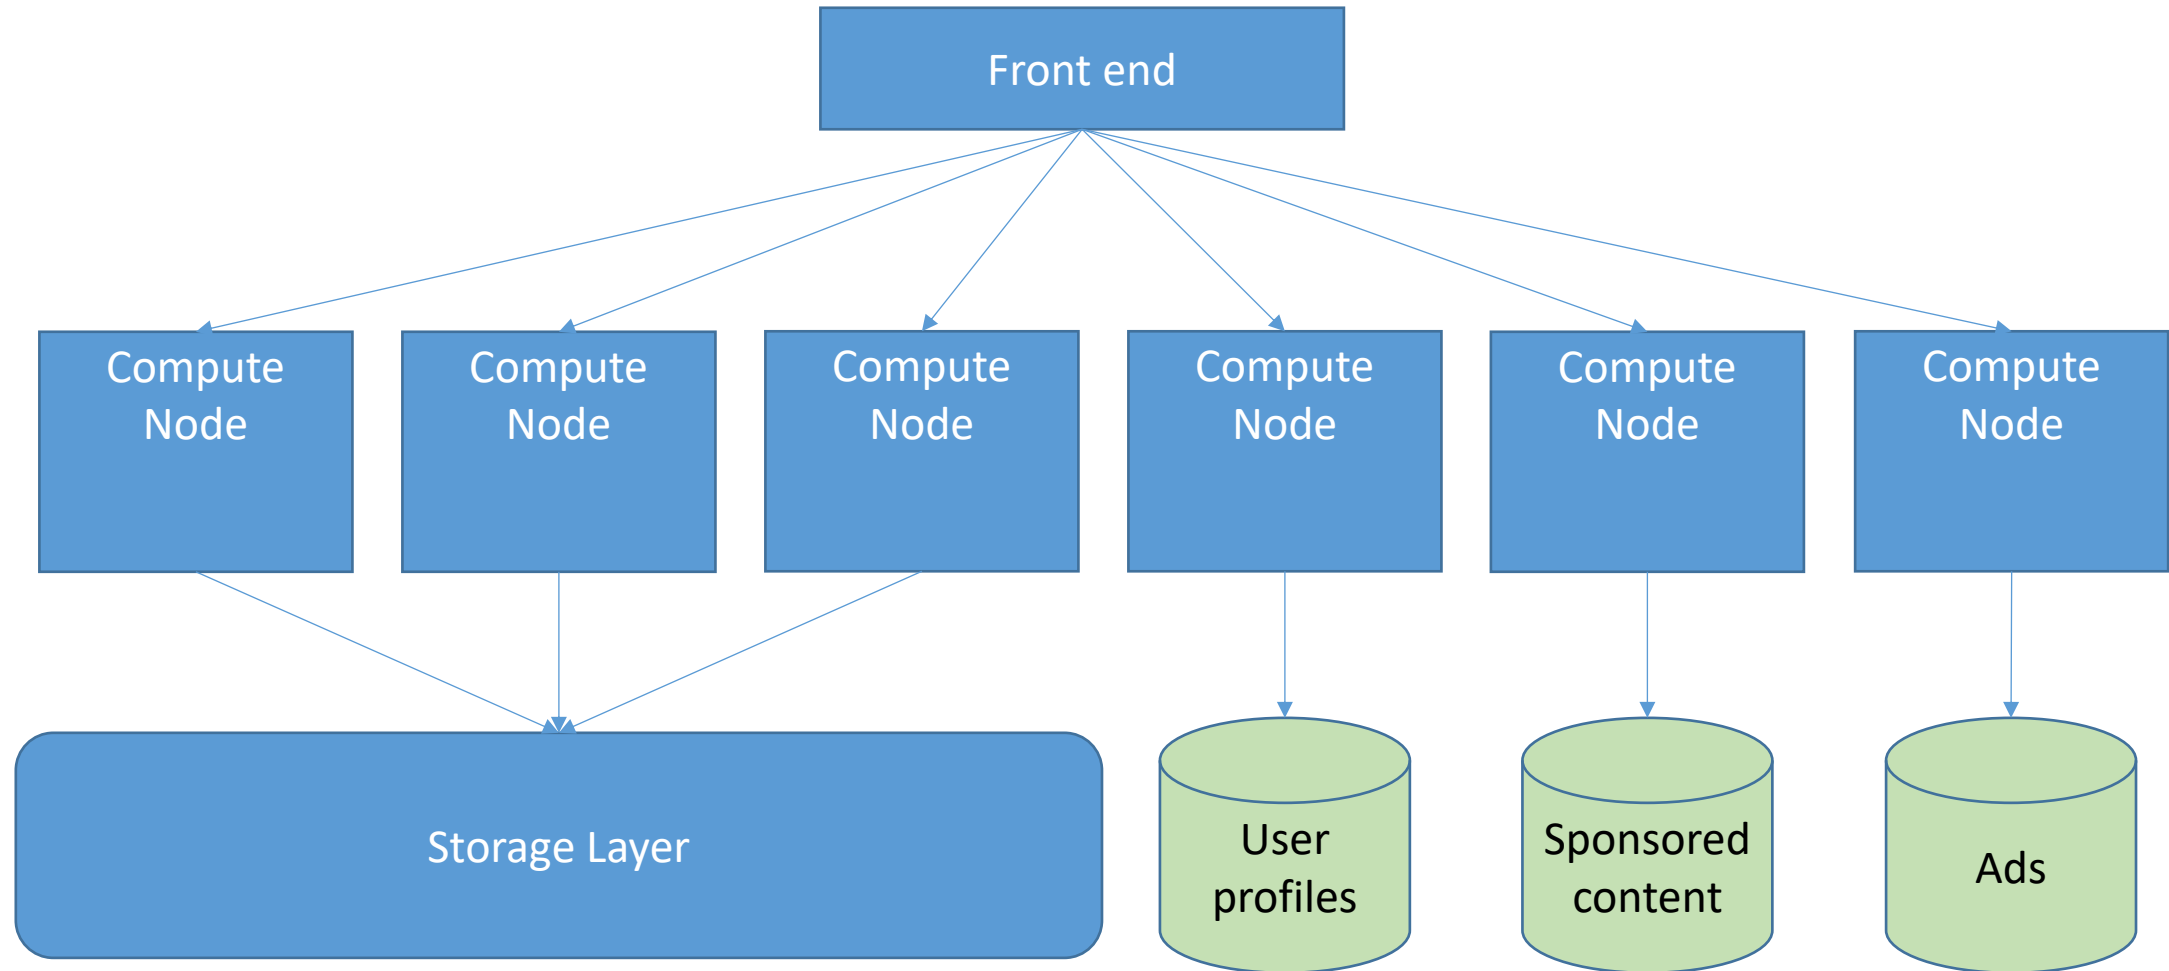 Front end
Compute
Node
Compute
Node
Compute
Node
Compute
Node
Compute
Node
Compute
Node
Storage Layer
User
profiles
Sponsored
content
Ads